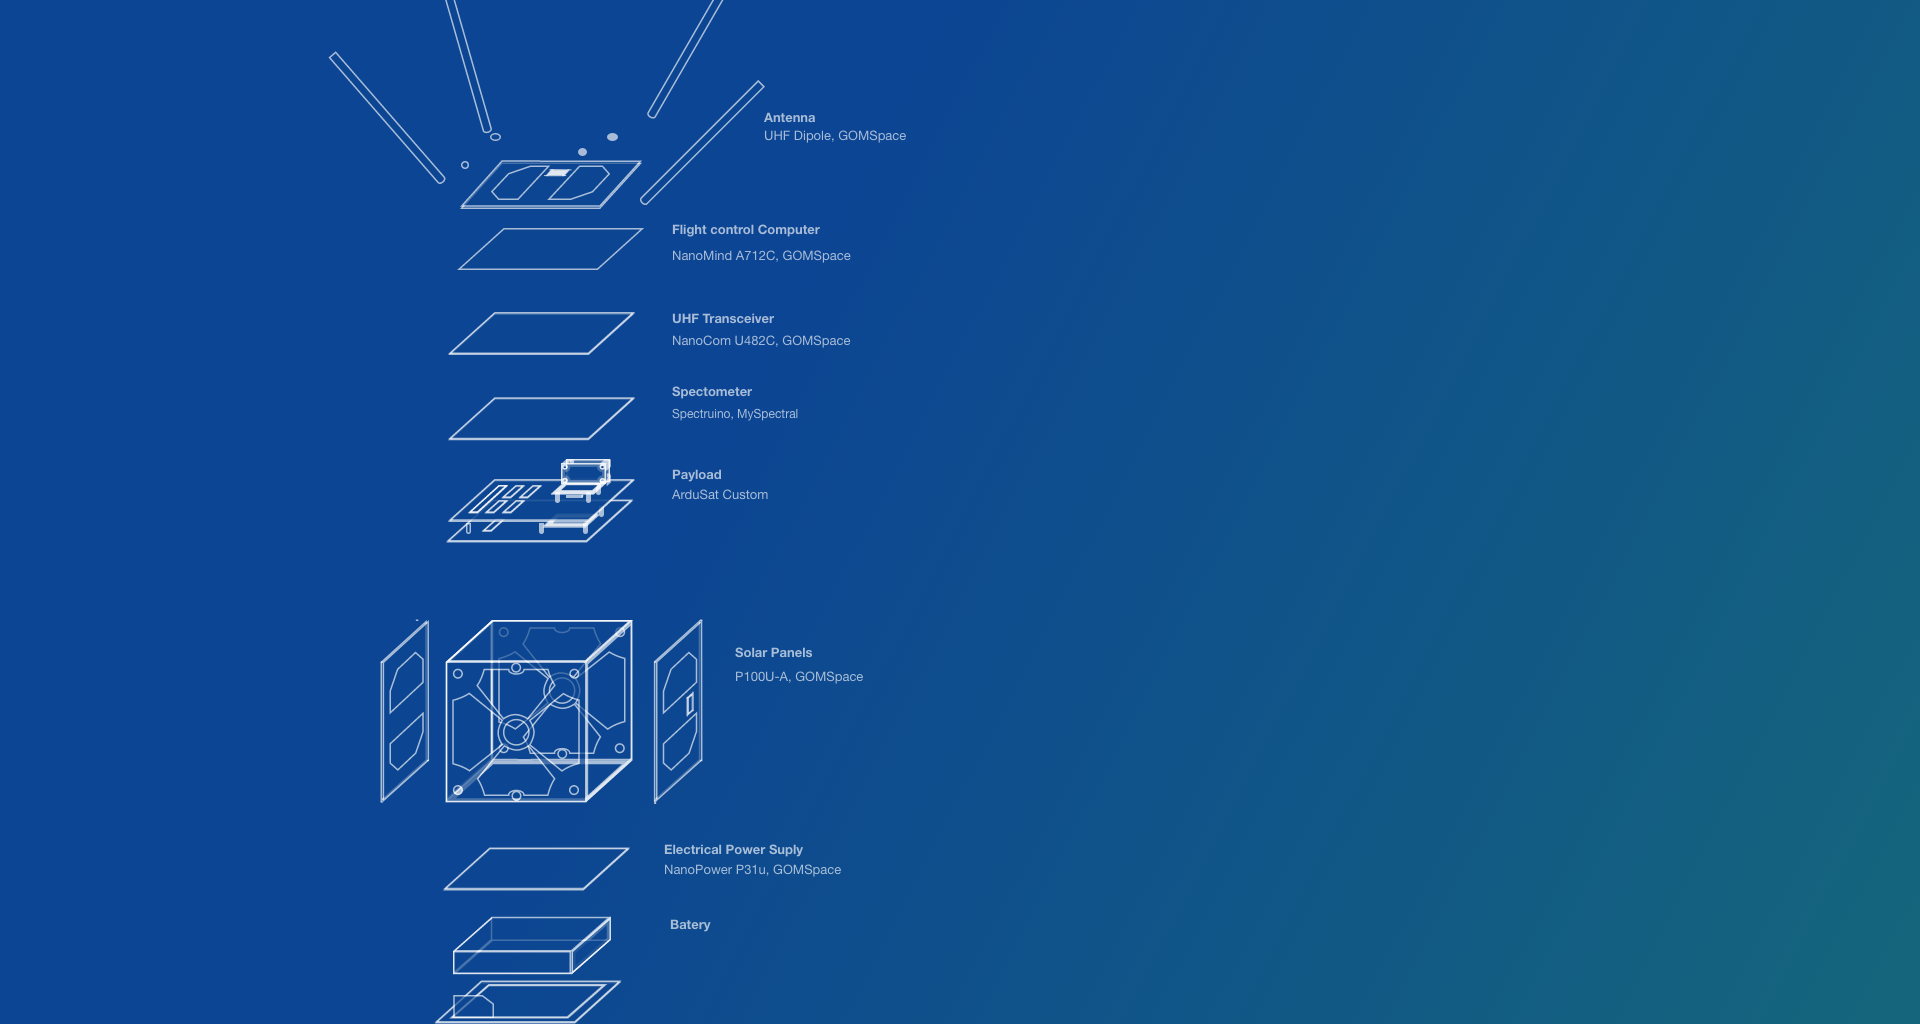 Antenna
UHF Dipole, GOMSpace
Flight control Computer
NanoMind A712C, GOMSpace
UHF Transceiver
NanoCom U482C, GOMSpace
Spectometer
Spectruino, MySpectral
Payload
ArduSat Custom
Solar Panels
P100U-A, GOMSpace
Electrical Power Suply
NanoPower P31u, GOMSpace
Batery